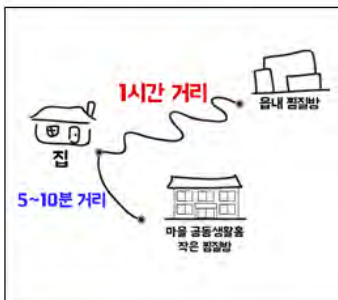 1시간 거리
읍내 찜질방
집
5~10분 거리
마을 공동생활홈
작은 찜질방